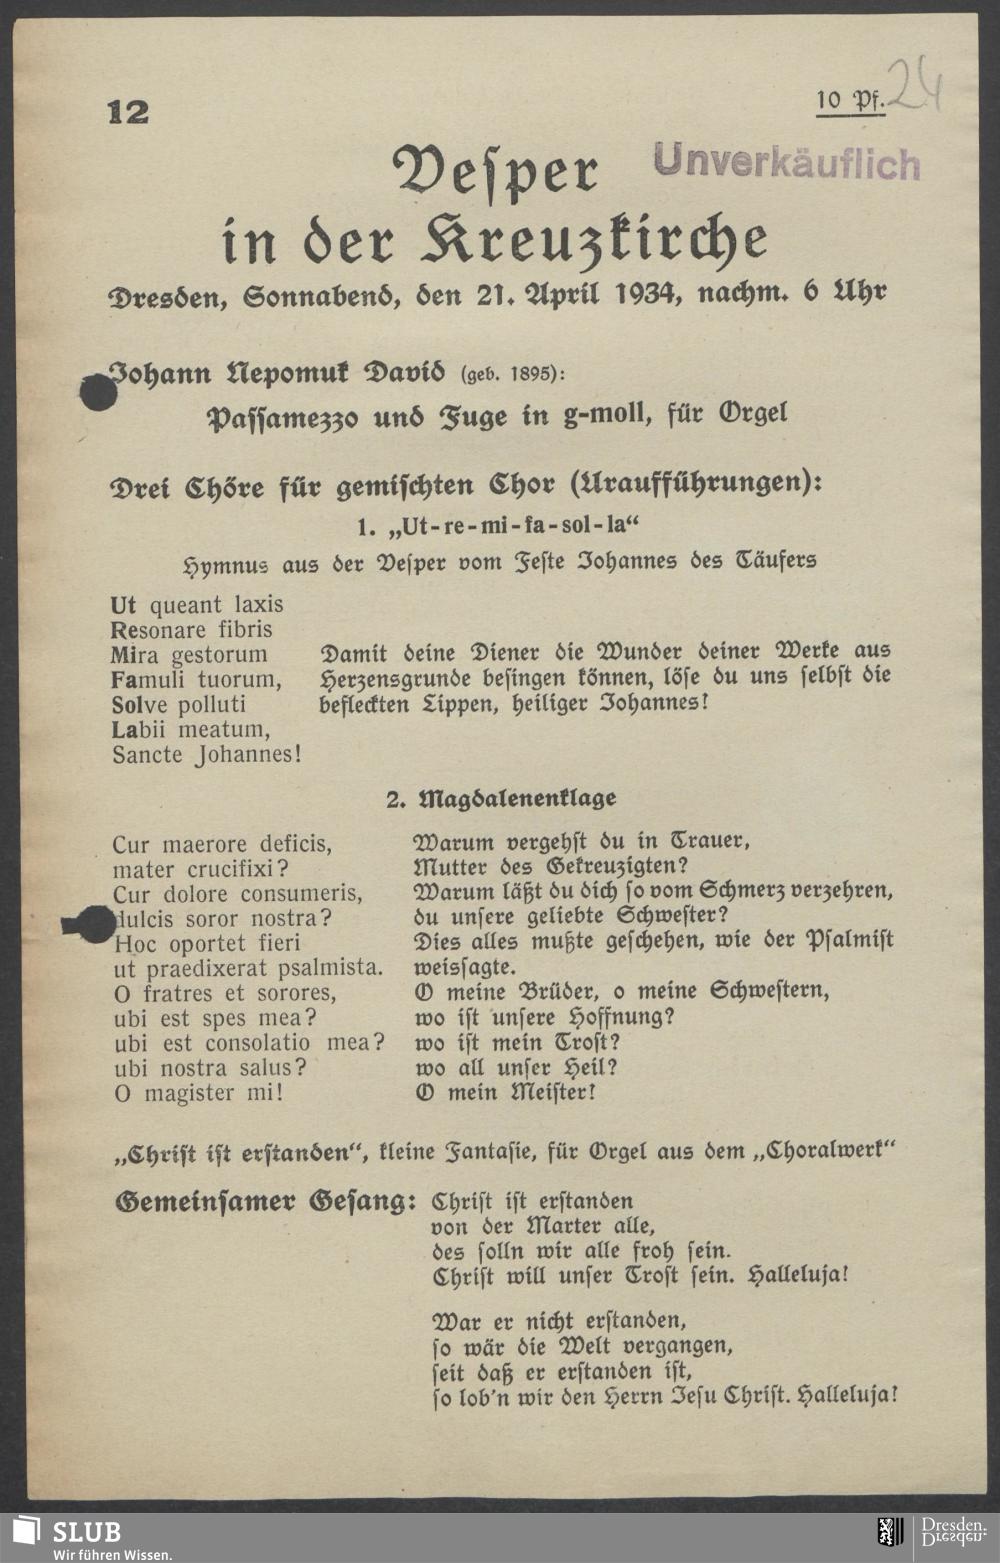 12
10 Pf. 24
Vesper
Unverkäuflich
in der Kreuzkirche
Dresden, Sonnabend, den 21. April 1934, nachm. 6 Uhr
Johann Nepomuk David (geb. 1895):
Passamezzo und Fuge in g-moll, für Orgel
Drei Chöre für gemischten Chor (Uraufführungen):
1. „Ut-re-mi-fa-sol-la“
Hymnus aus der Vesper vom Feste Johannes des Täufers
Ut queant laxis
Resonare fibris
Mira gestorum
Famuli tuorum,
Solve polluti
Labii meatum,
Sancte Johannes!
Damit deine Diener die Wunder deiner Werke aus
Herzensgrunde besingen können, löse du uns selbst die
befleckten Lippen, heiliger Johannes!
2. Magdalenenklage
Cur maerore deficis,
mater crucifixi?
Cur dolore consumeris,
dulcis soror nostra?
Hoc oportet fieri
ut praedixerat psalmista.
O fratres et sorores,
ubi est spes mea?
ubi est consolatio mea?
ubi nostra salus?
O magister mi!
Warum vergehst du in Trauer,
Mutter des Gekreuzigten?
Warum läßt du dich so vom Schmerz verzehren,
du unsere geliebte Schwester?
Dies alles mußte geschehen, wie der Psalmist
weissagte.
O meine Brüder, o meine Schwestern,
wo ist unsere Hoffnung?
wo ist mein Trost?
wo all unser Heil?
O mein Meister!
„Christ ist erstanden“, kleine Fantasie, für Orgel aus dem „Choralwerk“
Gemeinsamer Gesang: Christ ist erstanden
von der Marter alle,
des solln wir alle froh sein.
Christ will unser Trost sein. Halleluja!
War er nicht erstanden,
so wär die Welt vergangen,
seit daß er erstanden ist,
so lob'n wir den Herrn Jesu Christ. Halleluja!
SLUB
Wir führen Wissen.
Dresden.
Dresden.